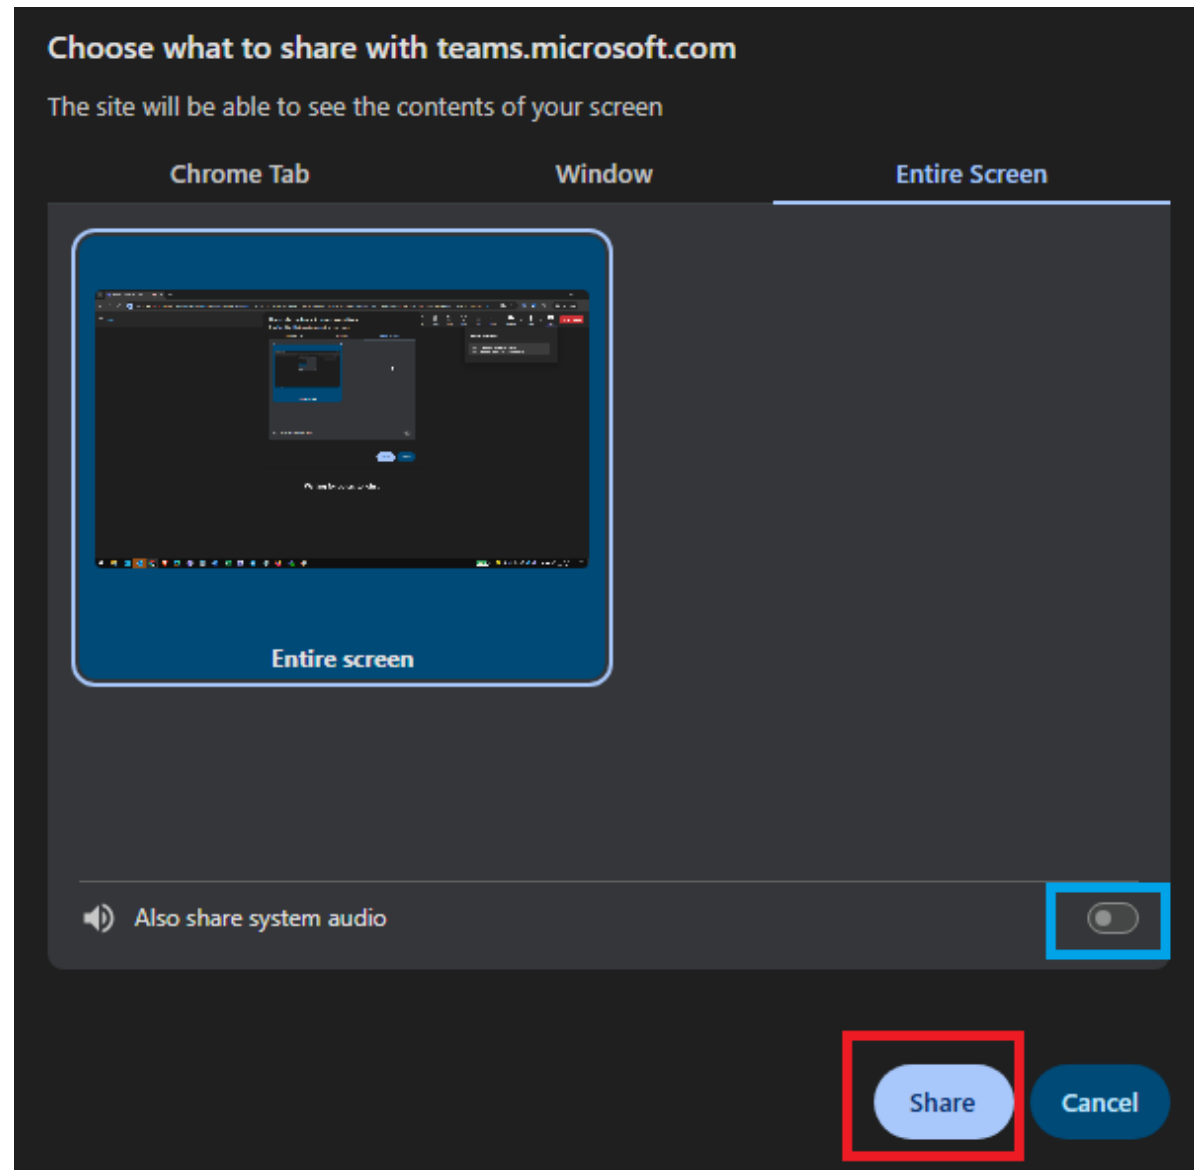 Choose what to share with teams.microsoft.com
The site will be able to see the contents of your screen
Chrome Tab Window Entire Screen
Entire screen
Also share system audio
Share Cancel